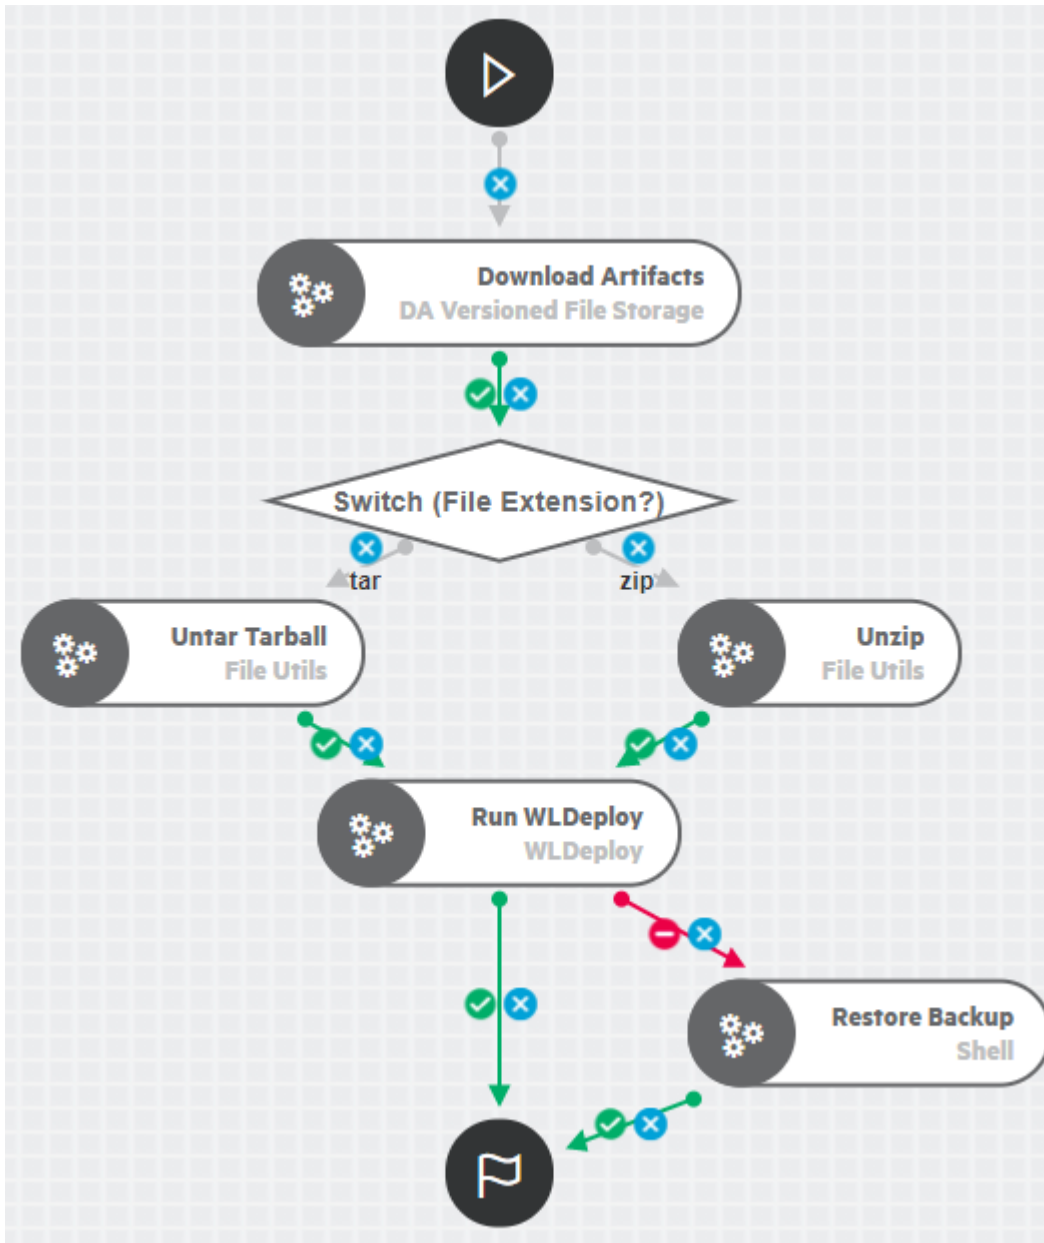 Download Artifacts
DA Versioned File Storage
Switch (File Extension?)
tar
zip
Untar Tarball
File Utils
Unzip
File Utils
Run WLDeploy
WLDeploy
Restore Backup
Shell